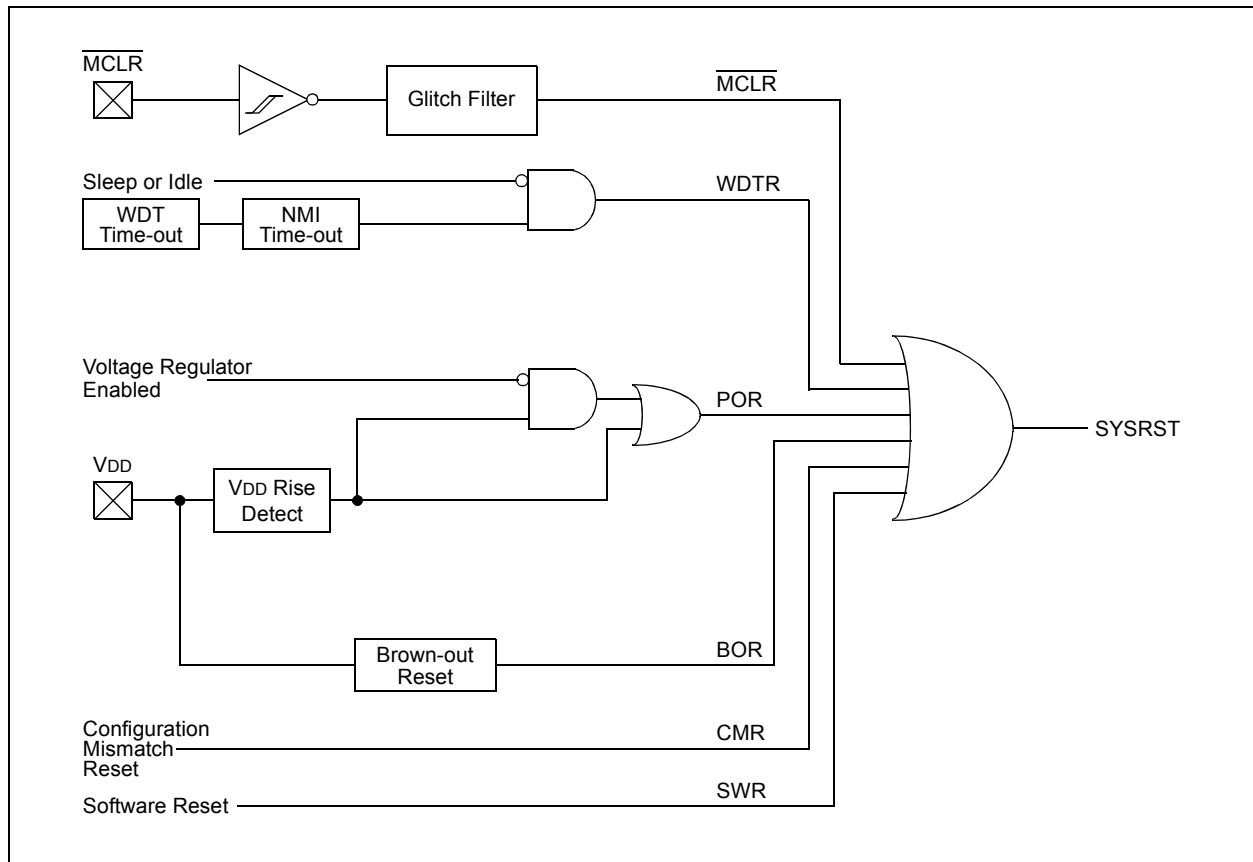 MCLR
Glitch Filter
MCLR
Sleep or Idle
WDTR
WDT
Time-out
NMI
Time-out
Voltage Regulator
Enabled
POR
SYSRST
VDD
VDD Rise
Detect
Brown-out
Reset
BOR
Configuration
Mismatch
Reset
CMR
Software Reset
SWR